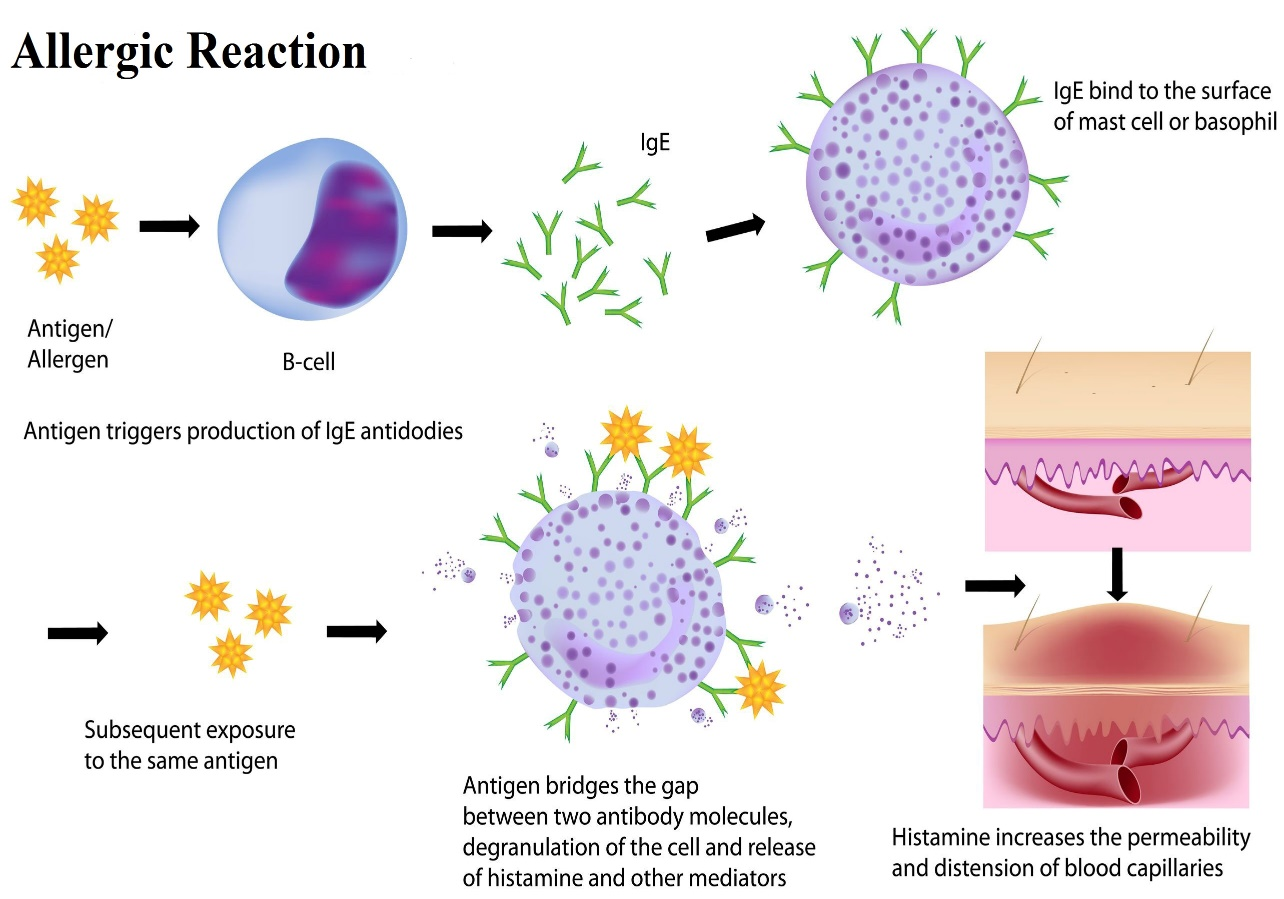 Allergic Reaction
IgE bind to the surface
of mast cell or basophil
IgE
Antigen/
Allergen
B-cell
Antigen triggers production of IgE antidodies
Subsequent exposure
to the same antigen
Antigen bridges the gap
between two antibody molecules,
degranulation of the cell and release
of histamine and other mediators
Histamine increases the permeability
and distension of blood capillaries